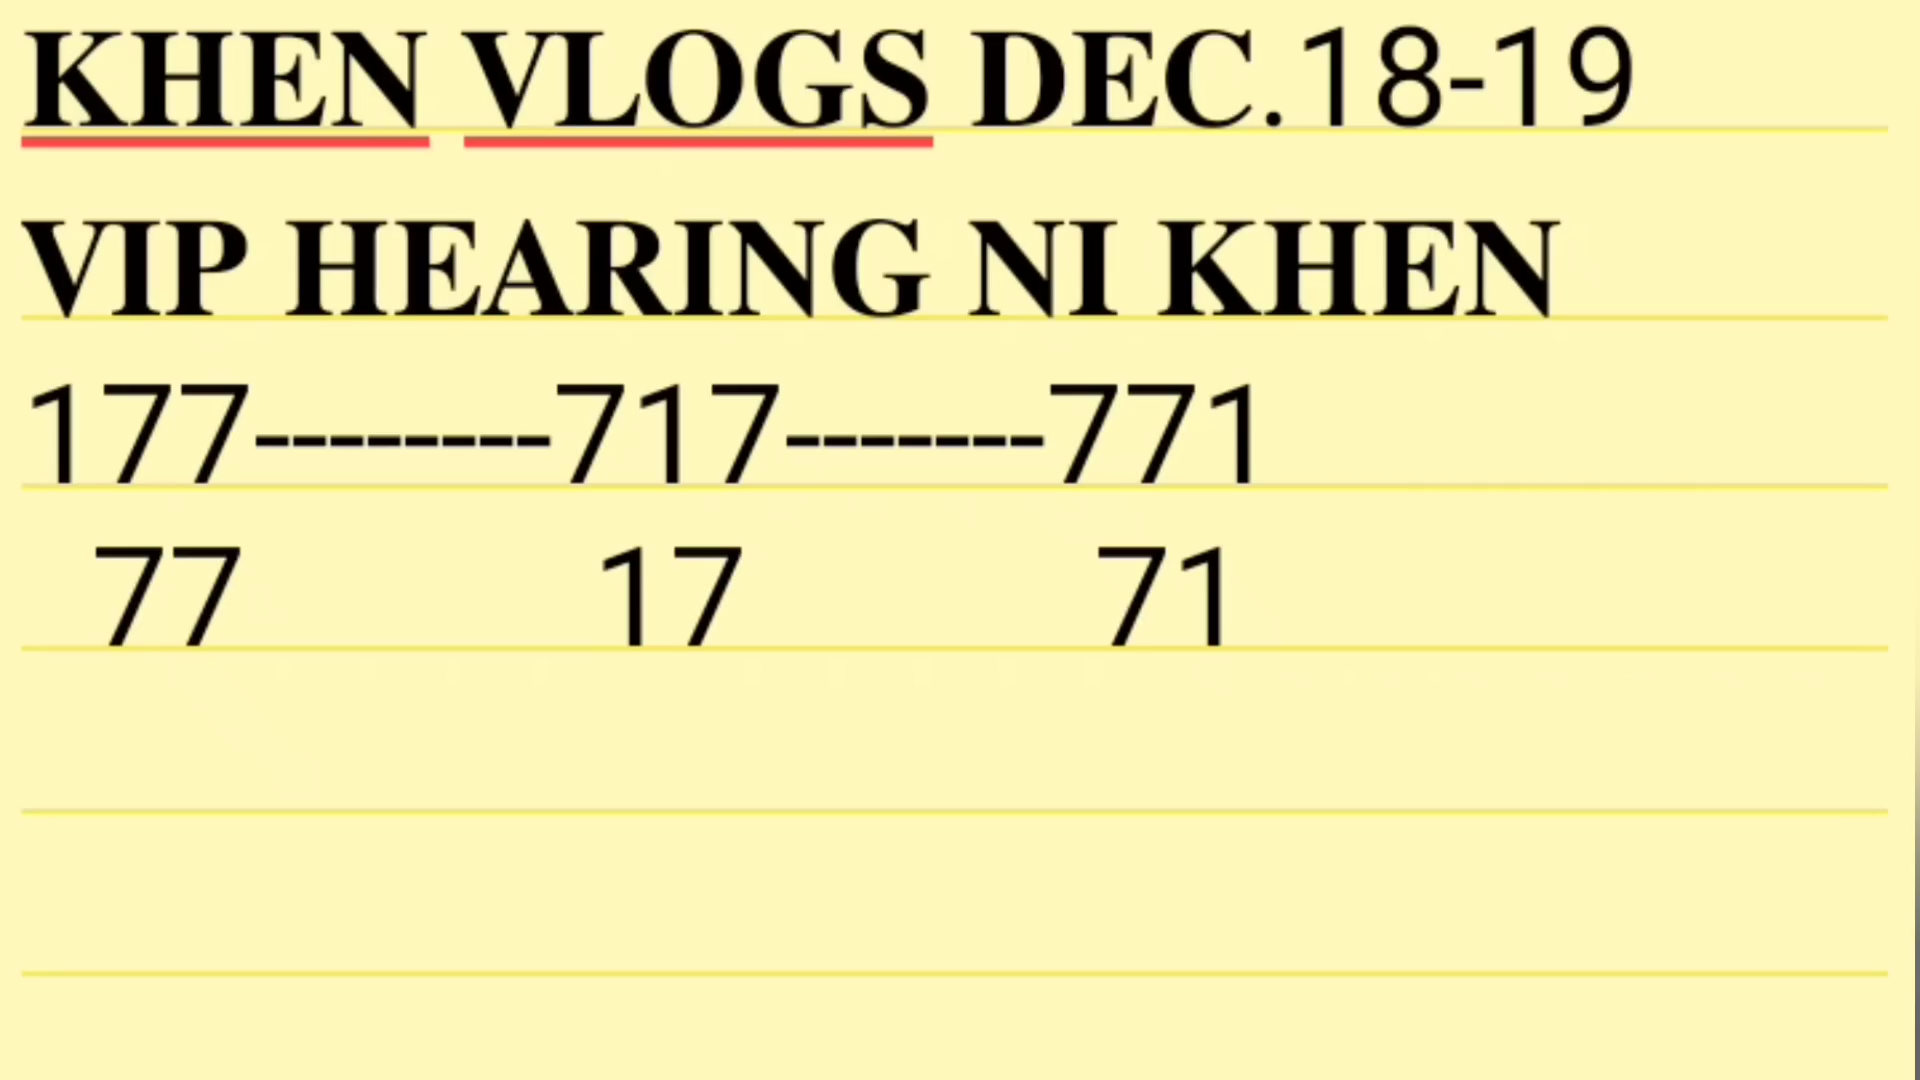 KHEN VLOGS DEC.18-19
VIP HEARING NI KHEN
177--------717-------771
77 17 71